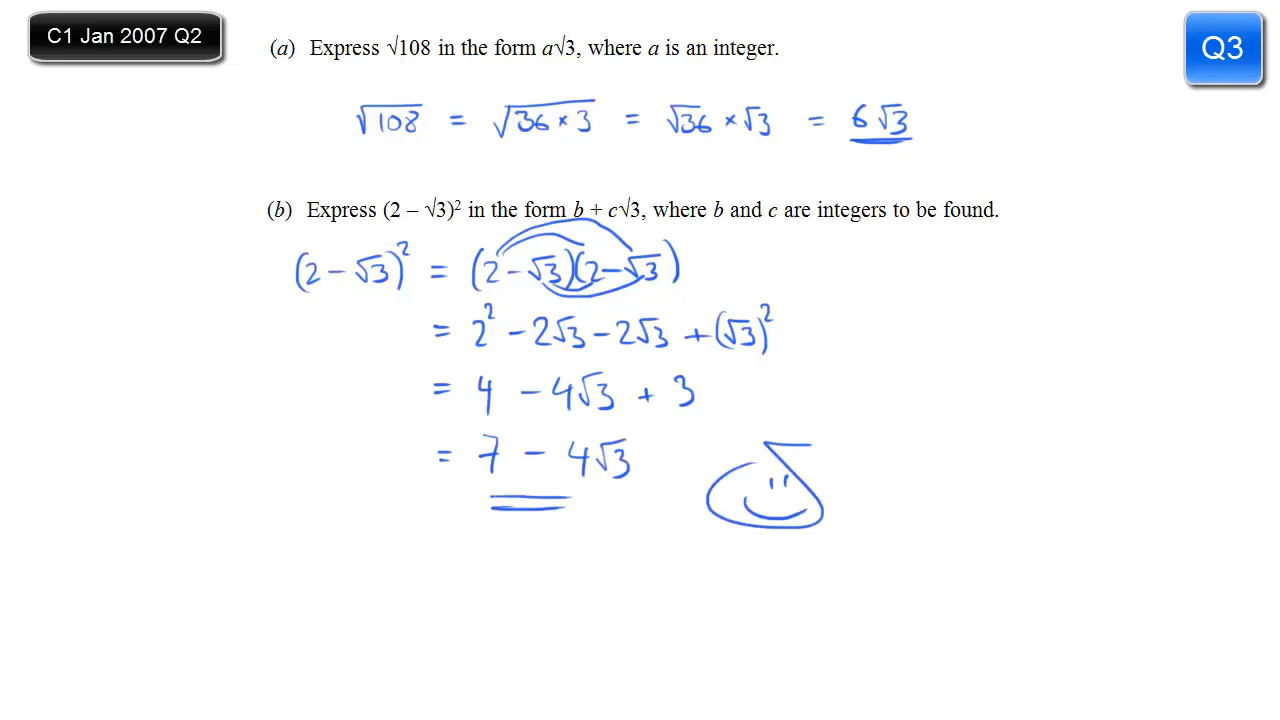 C1 Jan 2007 Q2
(a) Express √108 in the form a√3, where a is an integer.
Q3
√108 = √36 × 3 = √36 × √3 = 6√3
(b) Express (2 – √3)² in the form b + c√3, where b and c are integers to be found.
(2 – √3)² = (2 – √3)(2 – √3)
= 2² – 2√3 – 2√3 + (√3)²
= 4 – 4√3 + 3
= 7 – 4√3